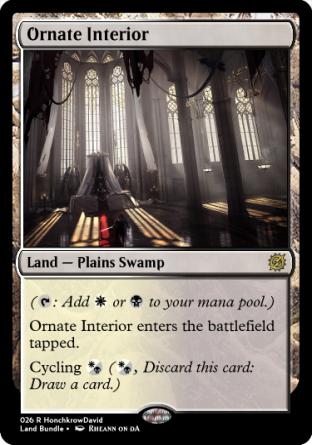 Ornate Interior
Land — Plains Swamp
(: Add or to your mana pool.)
Ornate Interior enters the battlefield
tapped.
Cycling (, Discard this card:
Draw a card.)
026 R HonchkrowDavid
Land Bundle • Rheann on dA